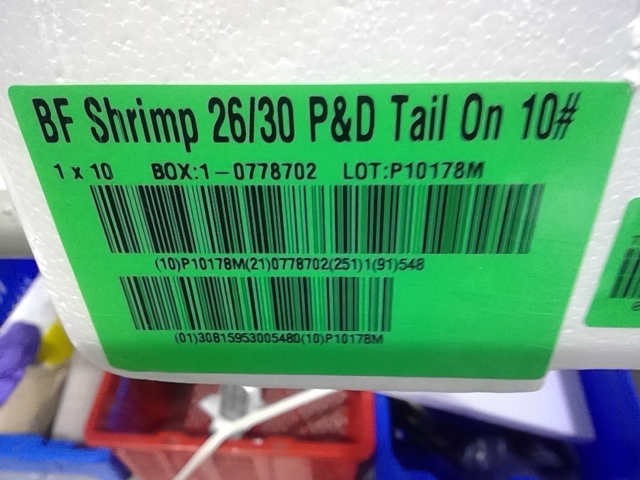 BF Shrimp 26/30 P&D Tail On 10#
1 x 10 BOX:1-0778702 LOT:P10178M
(10)P10178M(21)0778702(251)1(91)548
(01)30815953005480(10)P10178M